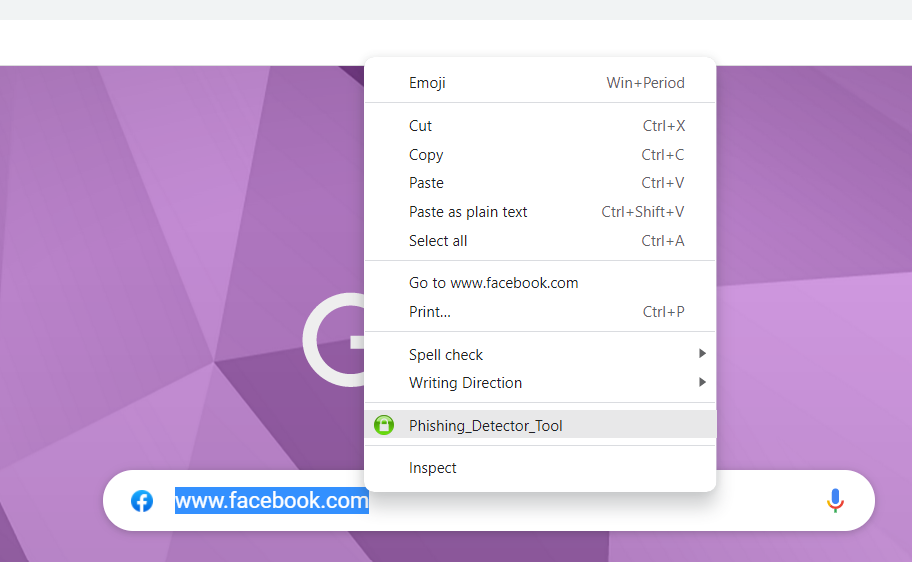 Emoji Win+Period
Cut Ctrl+X
Copy Ctrl+C
Paste Ctrl+V
Paste as plain text Ctrl+Shift+V
Select all Ctrl+A
Go to www.facebook.com
Print... Ctrl+P
Spell check
Writing Direction
Phishing_Detector_Tool
Inspect
www.facebook.com